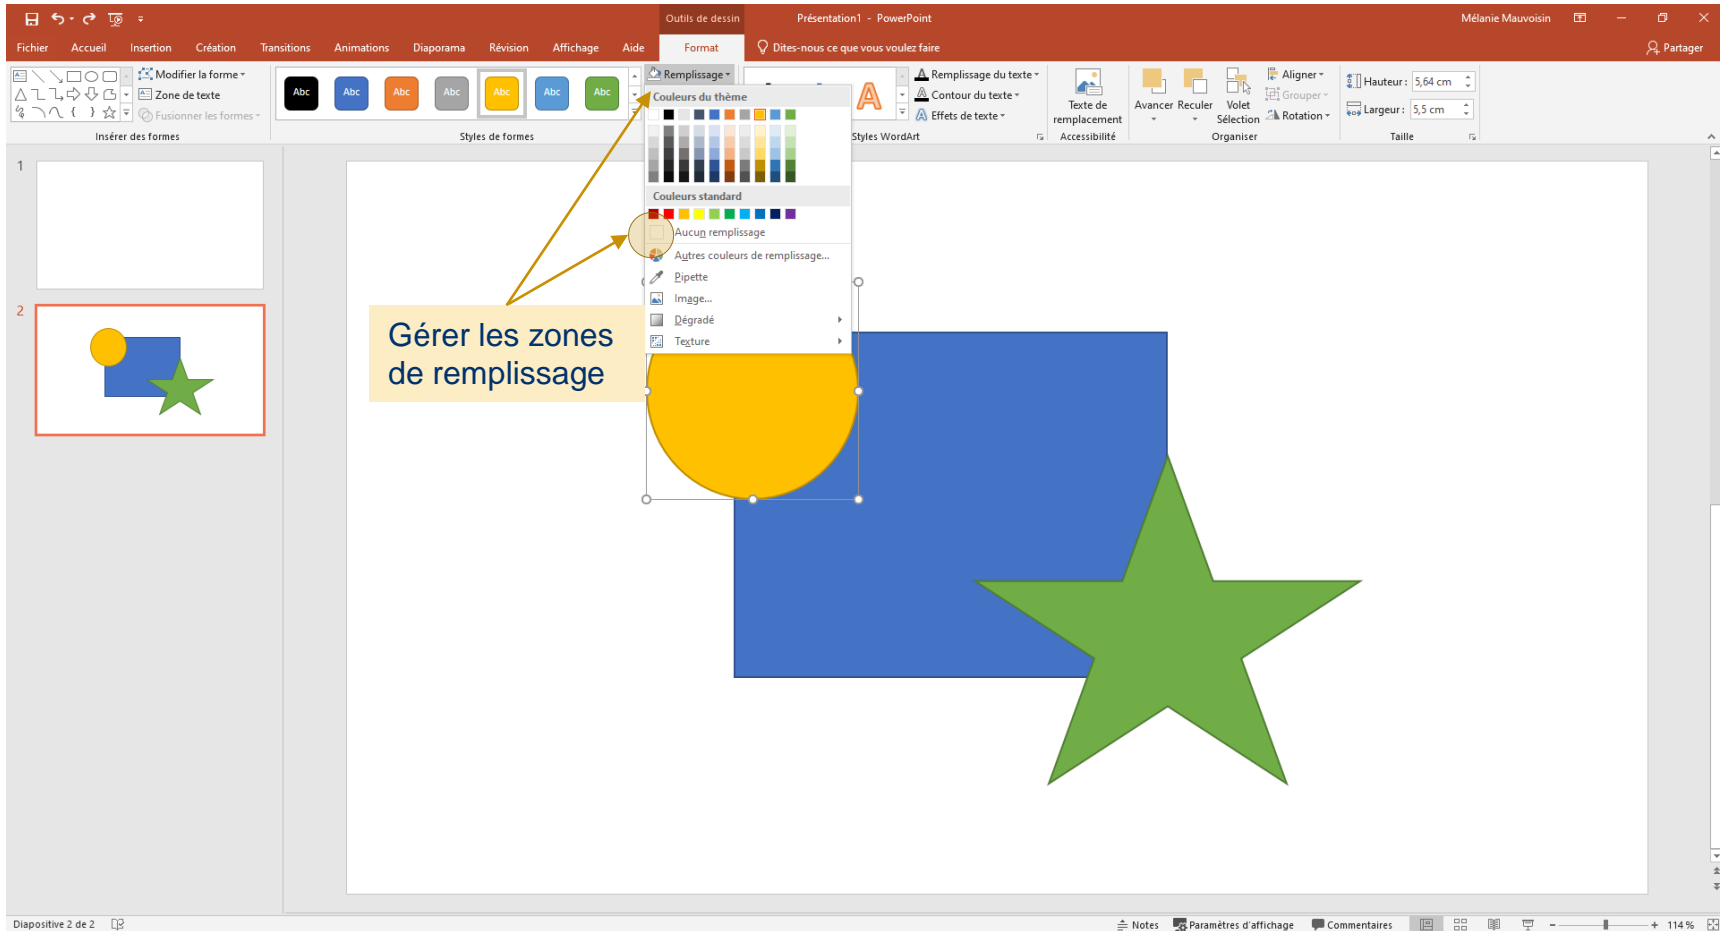 Outils de dessin
Présentation1 - PowerPoint
Mélanie Mauvoisin
Fichier Accueil Insertion Création Transitions Animations Diaporama Révision Affichage Aide Format Dites-nous ce que vous voulez faire Partager
Modifier la forme
Zone de texte
Fusionner les formes
Insérer des formes
Abc Abc Abc Abc Abc Abc Abc
Styles de formes
Remplissage
Couleurs du thème
Couleurs standard
Aucun remplissage
Autres couleurs de remplissage...
Pipette
Image...
Dégradé
Texture
A
Remplissage du texte
Contour du texte
Effets de texte
Styles WordArt
Texte de
remplacement
Accessibilité
Avancer Reculer Volet
Sélection
Aligner
Grouper
Rotation
Organiser
Hauteur : 5,64 cm
Largeur : 5,5 cm
Taille
1
2
Gérer les zones
de remplissage
Diapositive 2 de 2
Notes Paramètres d'affichage Commentaires
114 %